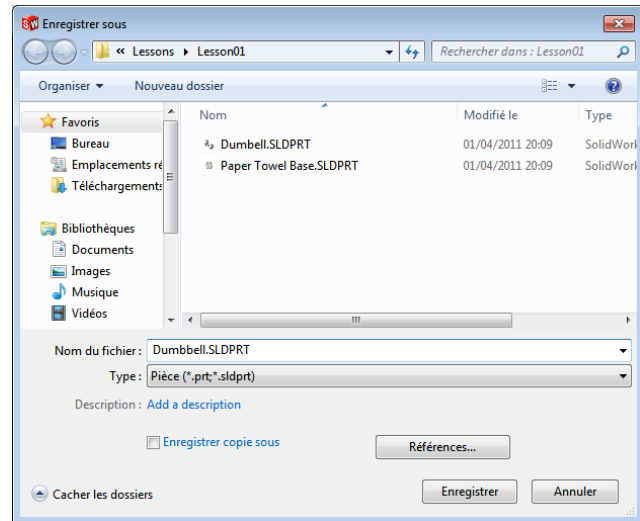 Enregistrer sous
« Lessons Lesson01
Rechercher dans : Lesson01
Organiser Nouveau dossier
Favoris
Bureau
Emplacements ré
Téléchargements
Bibliothèques
Documents
Images
Musique
Vidéos
Nom Modifié le Type
Dumbell.SLDPRT 01/04/2011 20:09 SolidWork
Paper Towel Base.SLDPRT 01/04/2011 20:09 SolidWork
Nom du fichier : Dumbbell.SLDPRT
Type : Pièce (*.prt;*.sldprt)
Description : Add a description
Enregistrer copie sous
Références...
Cacher les dossiers
Enregistrer Annuler